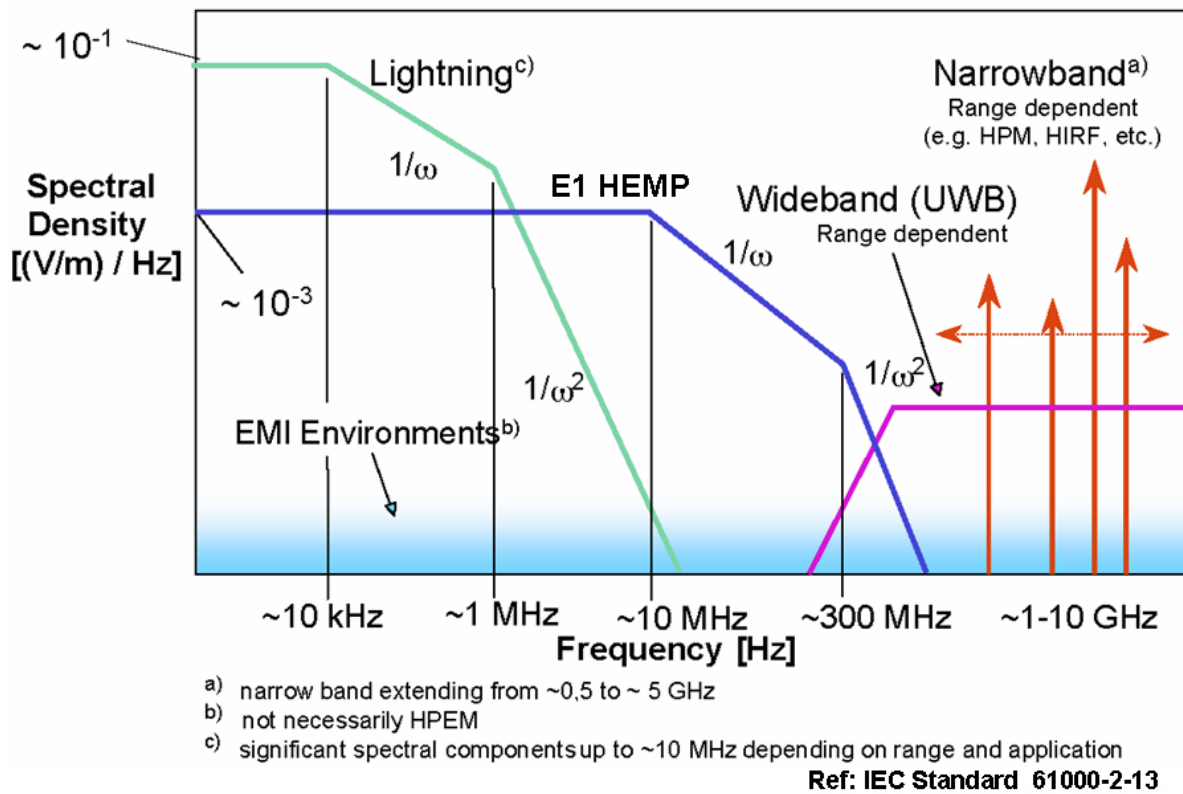 ~ 10⁻¹
Lightningᶜ⁾
Narrowbandᵃ⁾
Range dependent
(e.g. HPM, HIRF, etc.)
1/ω
E1 HEMP
Spectral
Density
[(V/m) / Hz]
Wideband (UWB)
Range dependent
1/ω
~ 10⁻³
1/ω²
1/ω²
EMI Environmentsᵇ⁾
~10 kHz
~1 MHz
~10 MHz
~300 MHz
~1-10 GHz
Frequency [Hz]
ᵃ⁾ narrow band extending from ~0,5 to ~ 5 GHz
ᵇ⁾ not necessarily HPEM
ᶜ⁾ significant spectral components up to ~10 MHz depending on range and application
Ref: IEC Standard 61000-2-13